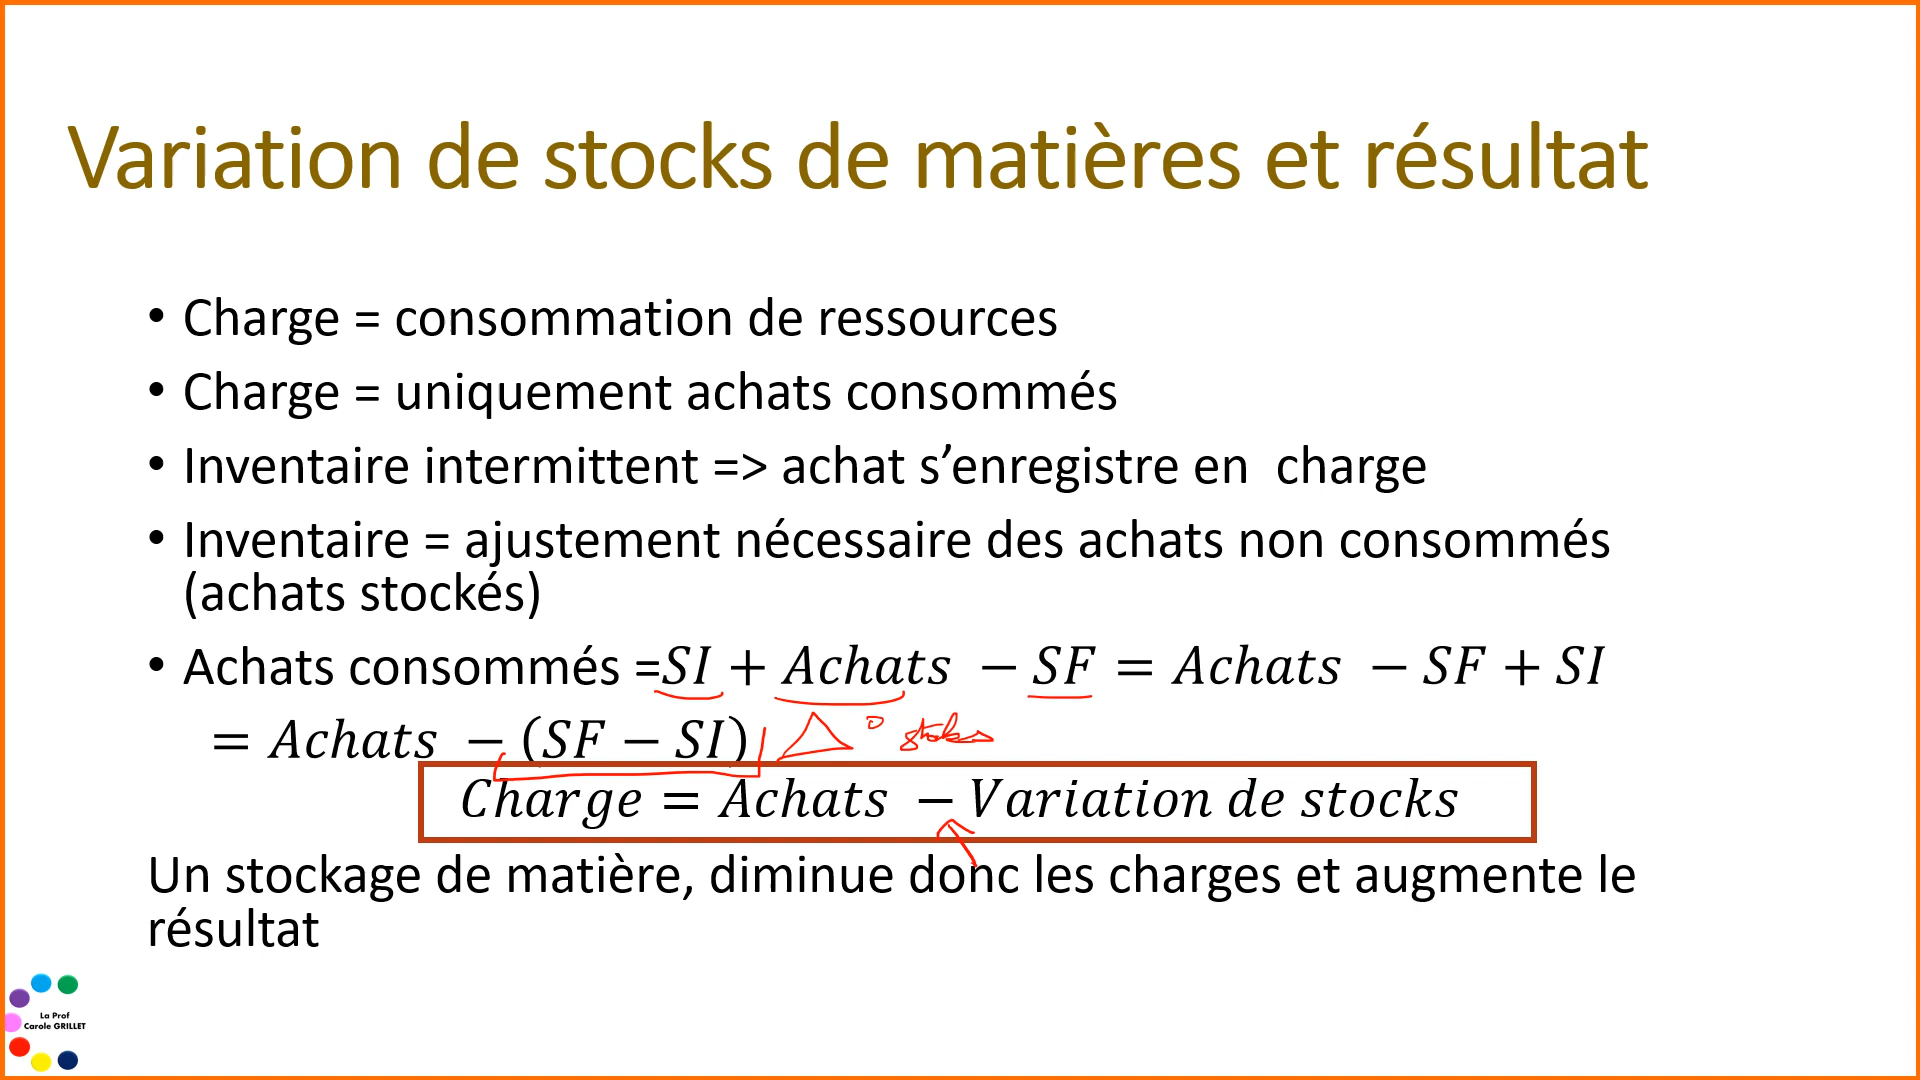 Variation de stocks de matières et résultat
• Charge = consommation de ressources
• Charge = uniquement achats consommés
• Inventaire intermittent => achat s’enregistre en charge
• Inventaire = ajustement nécessaire des achats non consommés
(achats stockés)
• Achats consommés =SI + Achats − SF = Achats − SF + SI
= Achats − (SF − SI) Δ° stocks
Charge = Achats − Variation de stocks
Un stockage de matière, diminue donc les charges et augmente le
résultat
La Prof
Carole GRILLET